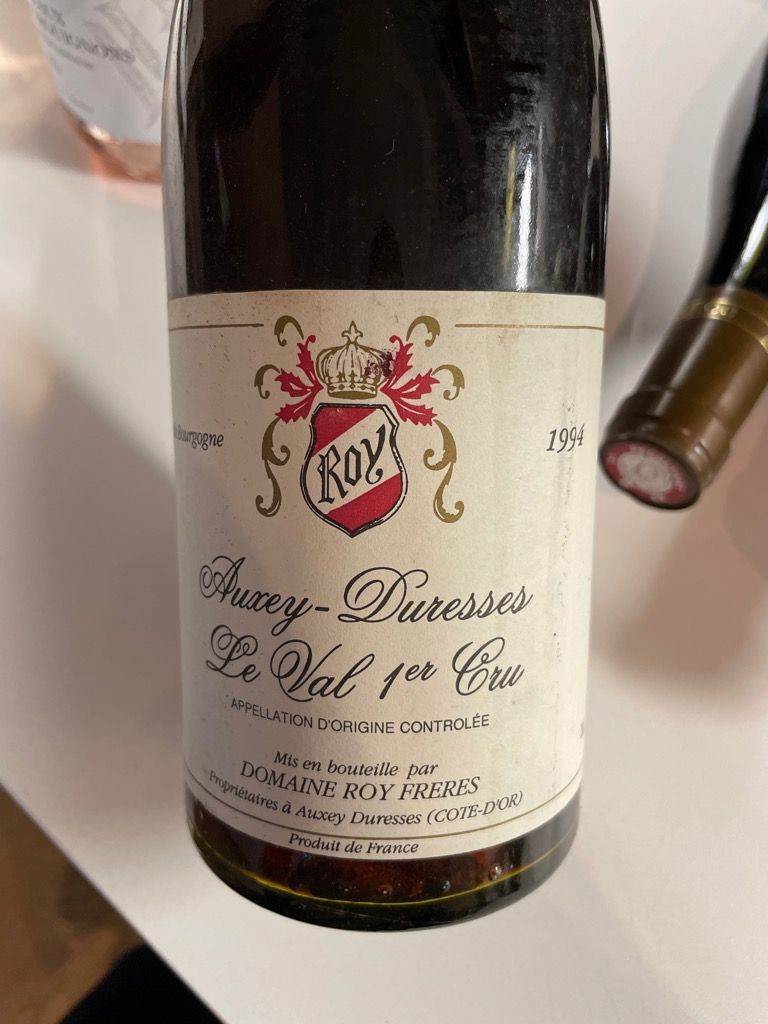 Bourgogne
1994
ROY
Auxey-Duresses
Le Val 1er Cru
APPELLATION D'ORIGINE CONTROLÉE
Mis en bouteille par
DOMAINE ROY FRERES
Propriétaires à Auxey Duresses (COTE-D'OR)
Produit de France